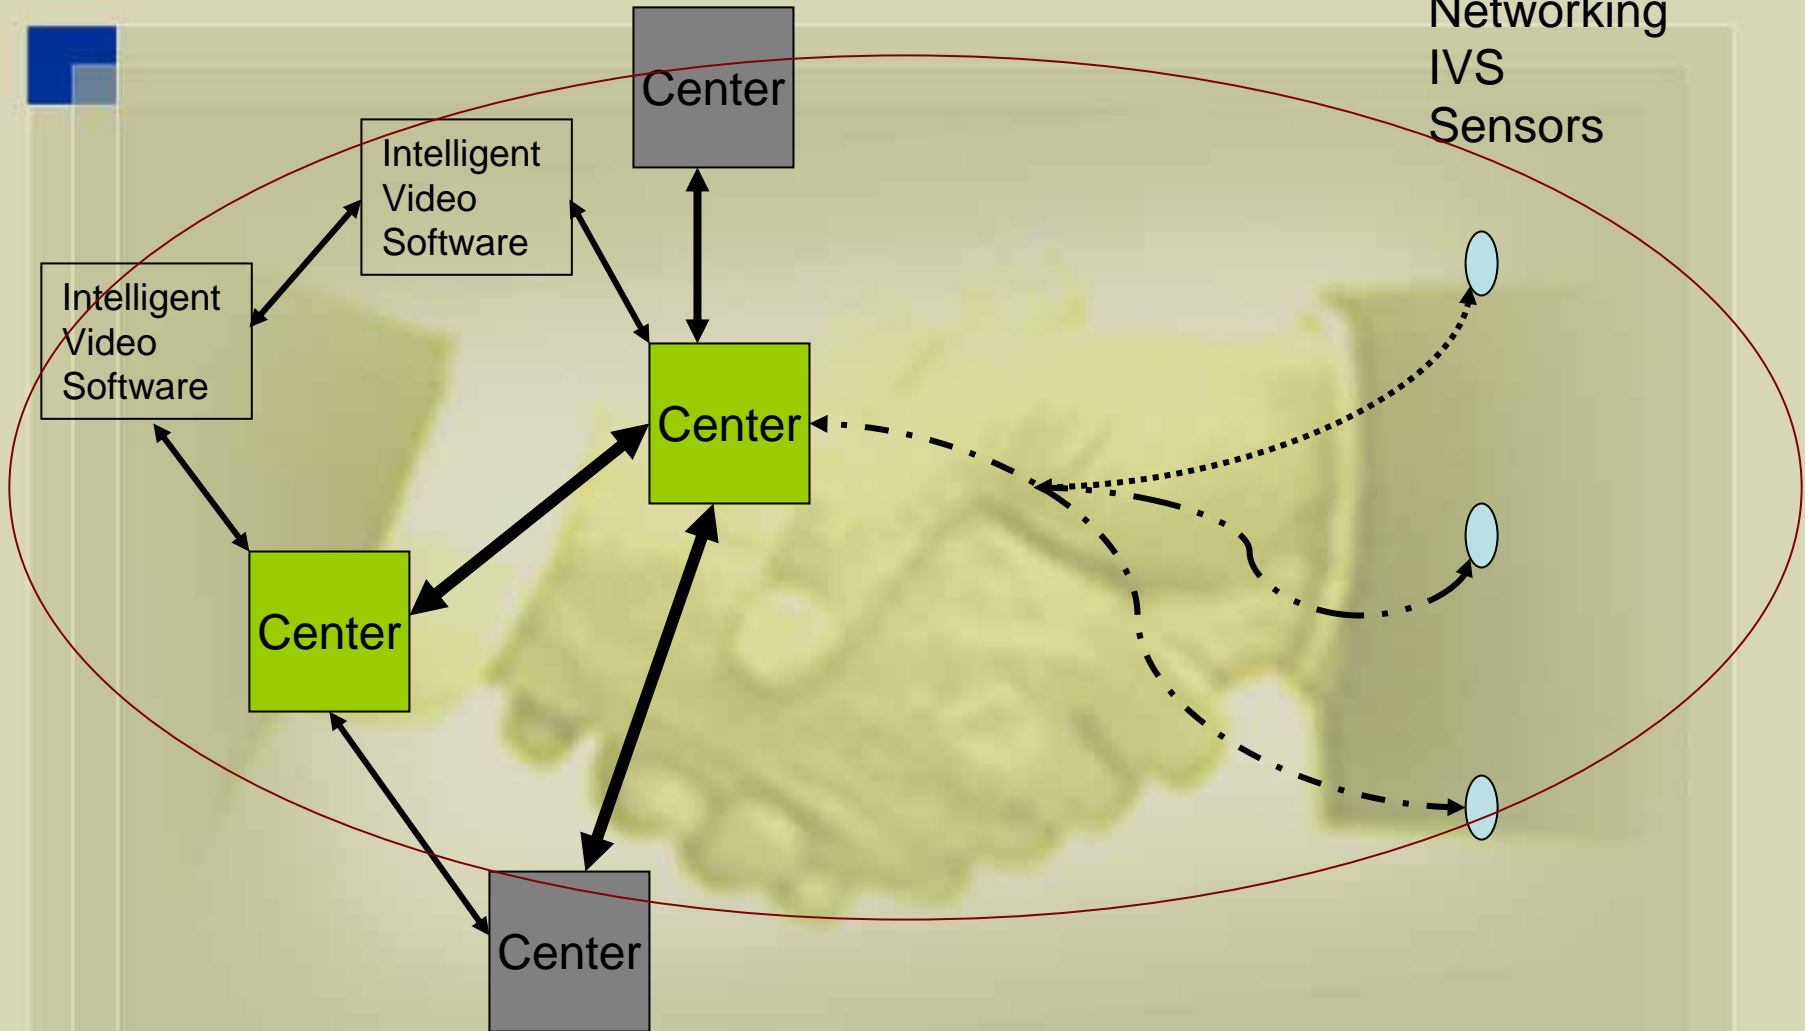 Networking
IVS
Sensors
Center
Intelligent
Video
Software
Intelligent
Video
Software
Center
Center
Center